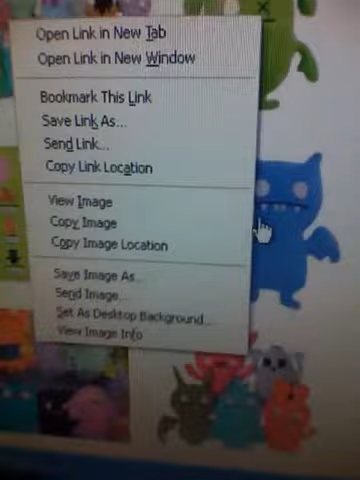 Open Link in New Tab
Open Link in New Window
Bookmark This Link
Save Link As...
Send Link...
Copy Link Location
View Image
Copy Image
Copy Image Location
Save Image As...
Send Image...
Set As Desktop Background...
View Image Info